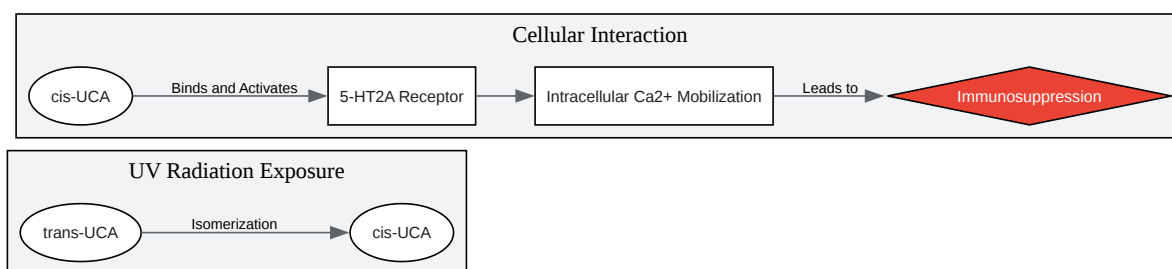 Cellular Interaction
cis-UCA
Binds and Activates
5-HT2A Receptor
Intracellular Ca2+ Mobilization
Leads to
Immunosuppression
UV Radiation Exposure
trans-UCA
Isomerization
cis-UCA